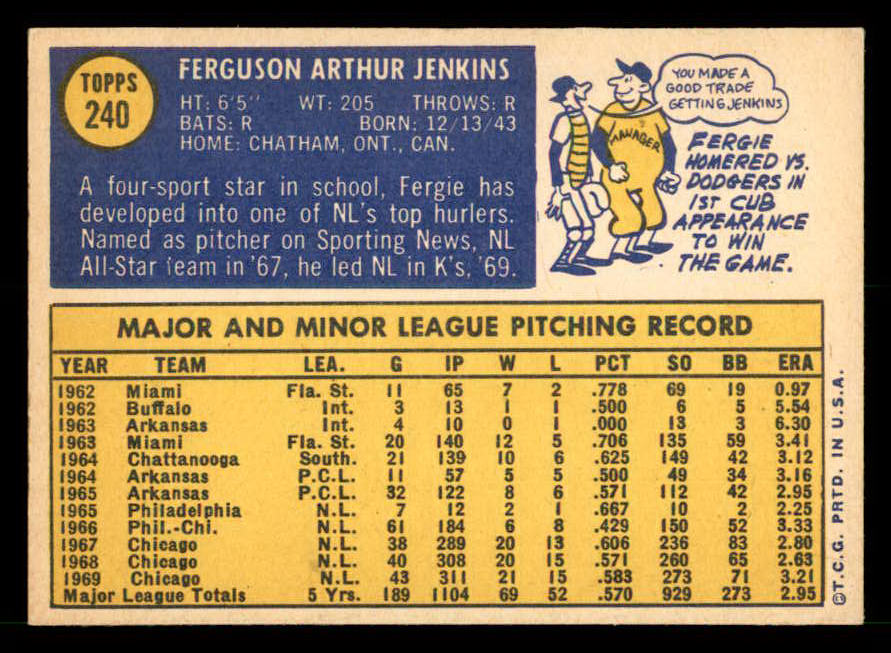 TOPPS
240
FERGUSON ARTHUR JENKINS
HT: 6'5" WT: 205 THROWS: R
BATS: R BORN: 12/13/43
HOME: CHATHAM, ONT., CAN.
A four-sport star in school, Fergie has
developed into one of NL's top hurlers.
Named as pitcher on Sporting News, NL
All-Star team in '67, he led NL in K's, '69.
YOU MADE A
GOOD TRADE
GETTING JENKINS
MANAGER
FERGIE
HOMERED VS.
DODGERS IN
1ST CUB
APPEARANCE
TO WIN
THE GAME.
MAJOR AND MINOR LEAGUE PITCHING RECORD
YEAR TEAM LEA. G IP W L PCT SO BB ERA
1962 Miami Fla. St. 11 65 7 2 .778 69 19 0.97
1962 Buffalo Int. 3 13 1 1 .500 6 5 5.54
1963 Arkansas Int. 4 10 0 1 .000 13 3 6.30
1963 Miami Fla. St. 20 140 12 5 .706 135 59 3.41
1964 Chattanooga South. 21 139 10 6 .625 149 42 3.12
1964 Arkansas P.C.L. 11 57 5 5 .500 49 34 3.16
1965 Arkansas P.C.L. 32 122 8 6 .571 112 42 2.95
1965 Philadelphia N.L. 7 12 2 1 .667 10 2 2.25
1966 Phil.-Chi. N.L. 61 184 6 8 .429 150 52 3.33
1967 Chicago N.L. 38 289 20 13 .606 236 83 2.80
1968 Chicago N.L. 40 308 20 15 .571 260 65 2.63
1969 Chicago N.L. 43 311 21 15 .583 273 71 3.21
Major League Totals 5 Yrs. 189 1104 69 52 .570 929 273 2.95
©T.C.G. PRTD. IN U.S.A.